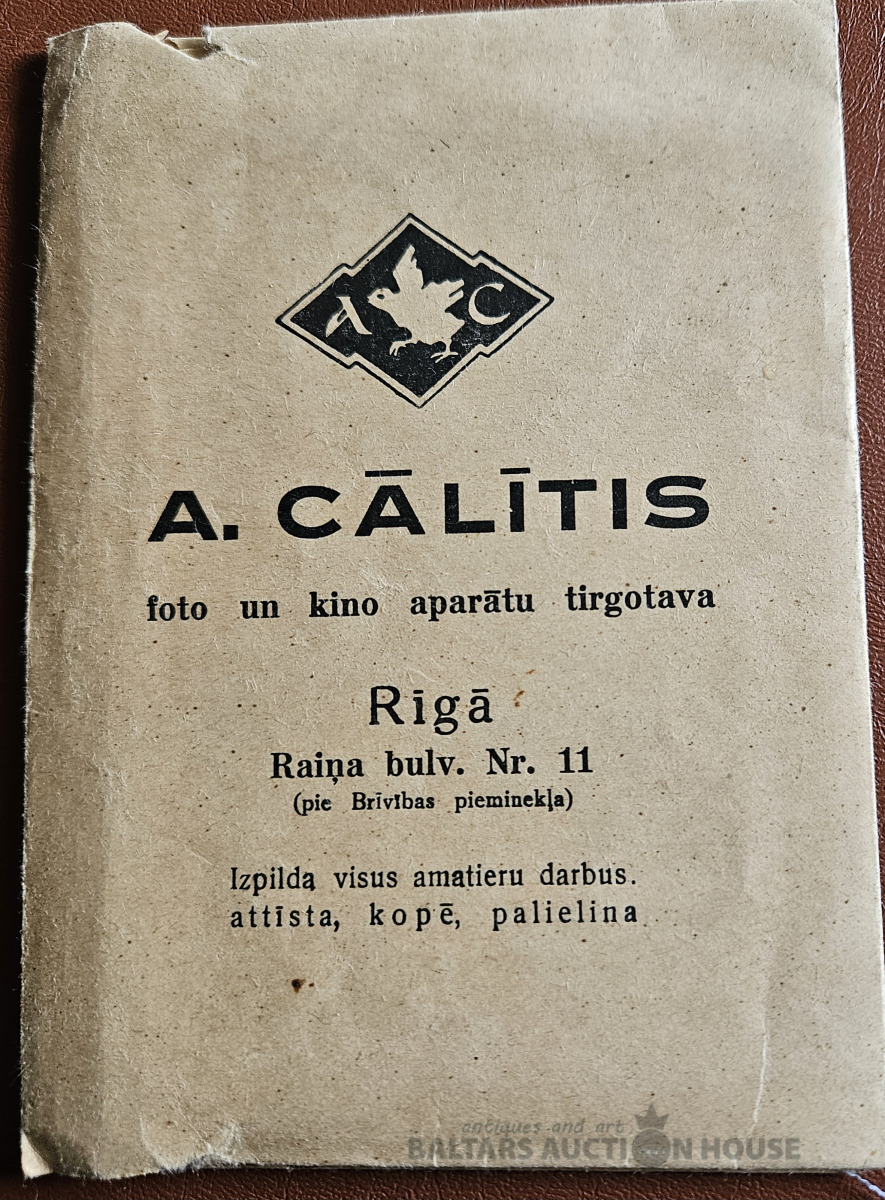 A C
A. CĀLĪTIS
foto un kino aparātu tirgotava
Rīgā
Raiņa bulv. Nr. 11
(pie Brīvības pieminekļa)
Izpilda visus amatieru darbus.
attīsta, kopē, palielina
antiques and art
BALTARS AUCTION HOUSE